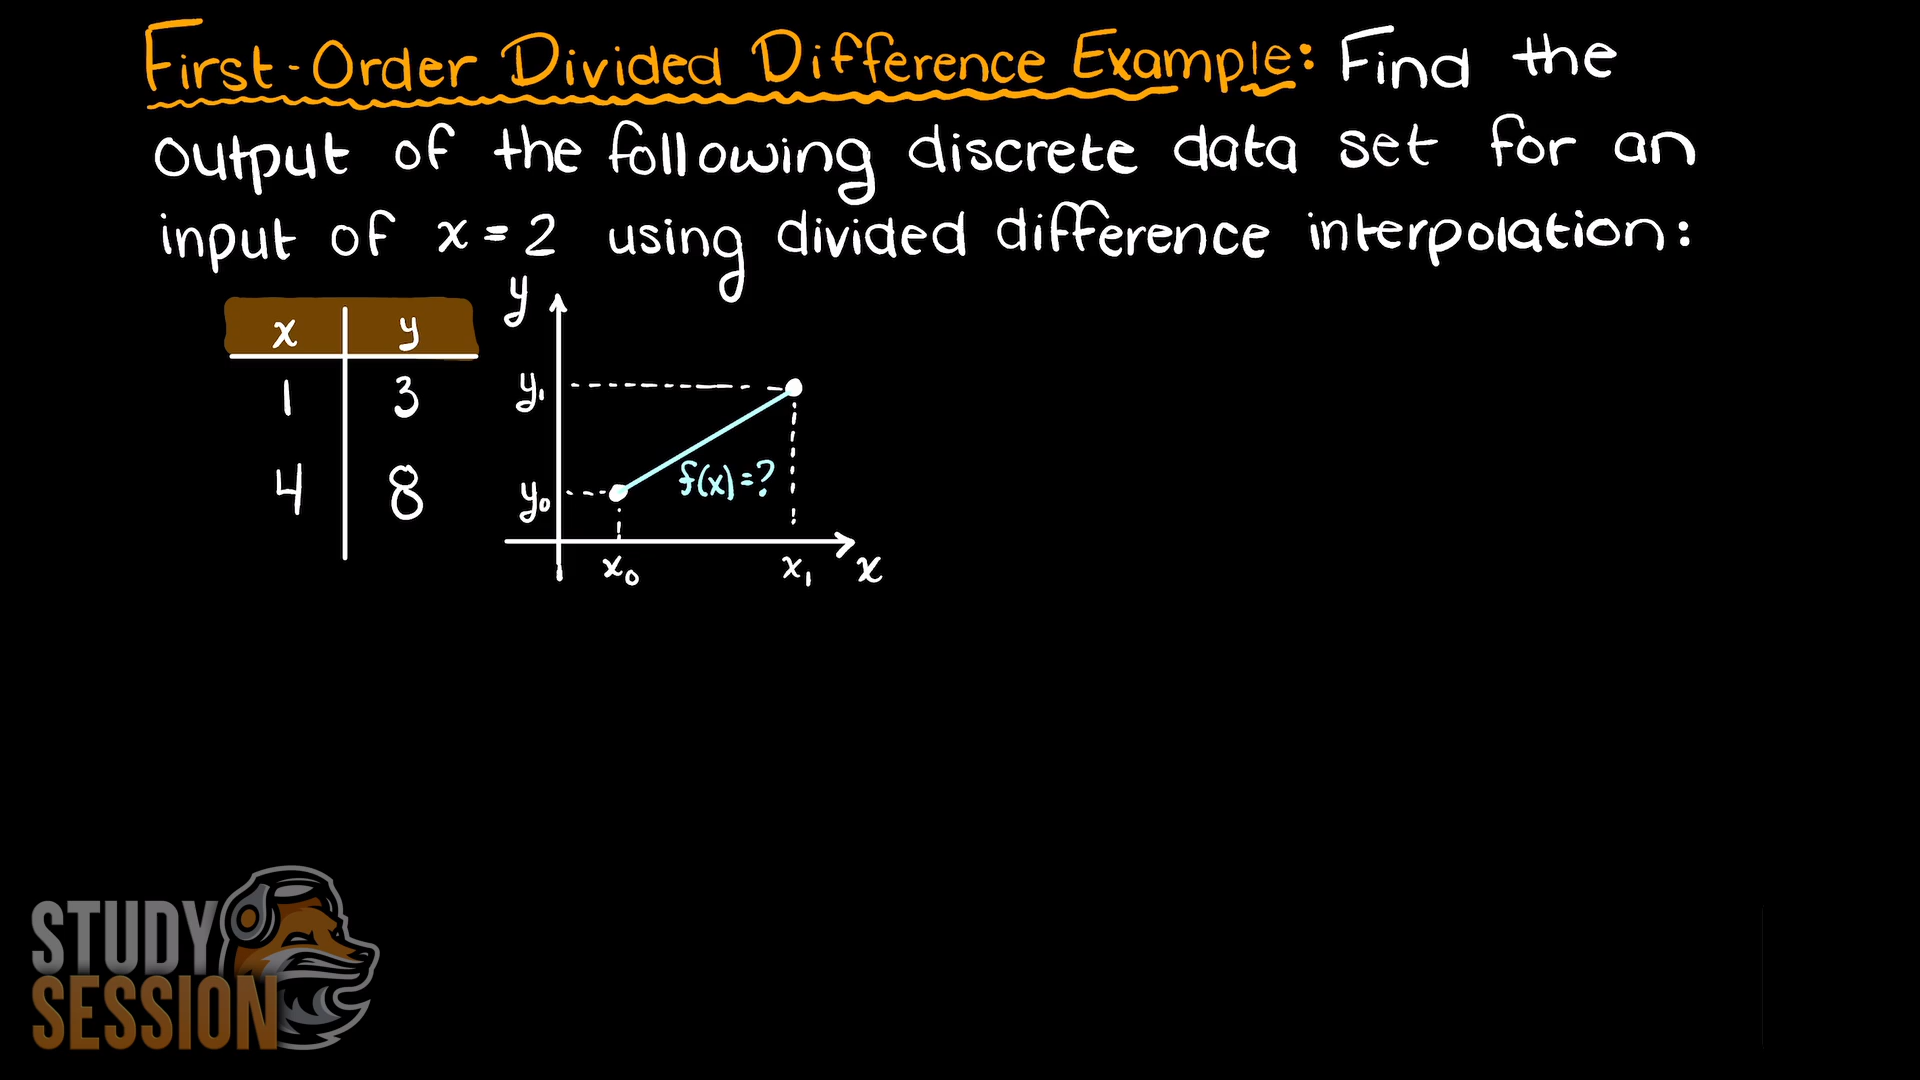 First-Order Divided Difference Example: Find the
output of the following discrete data set for an
input of x = 2 using divided difference interpolation:
x y
1 3
4 8
y
y₁
y₀
f(x)=?
x₀ x₁ x
STUDY
SESSION